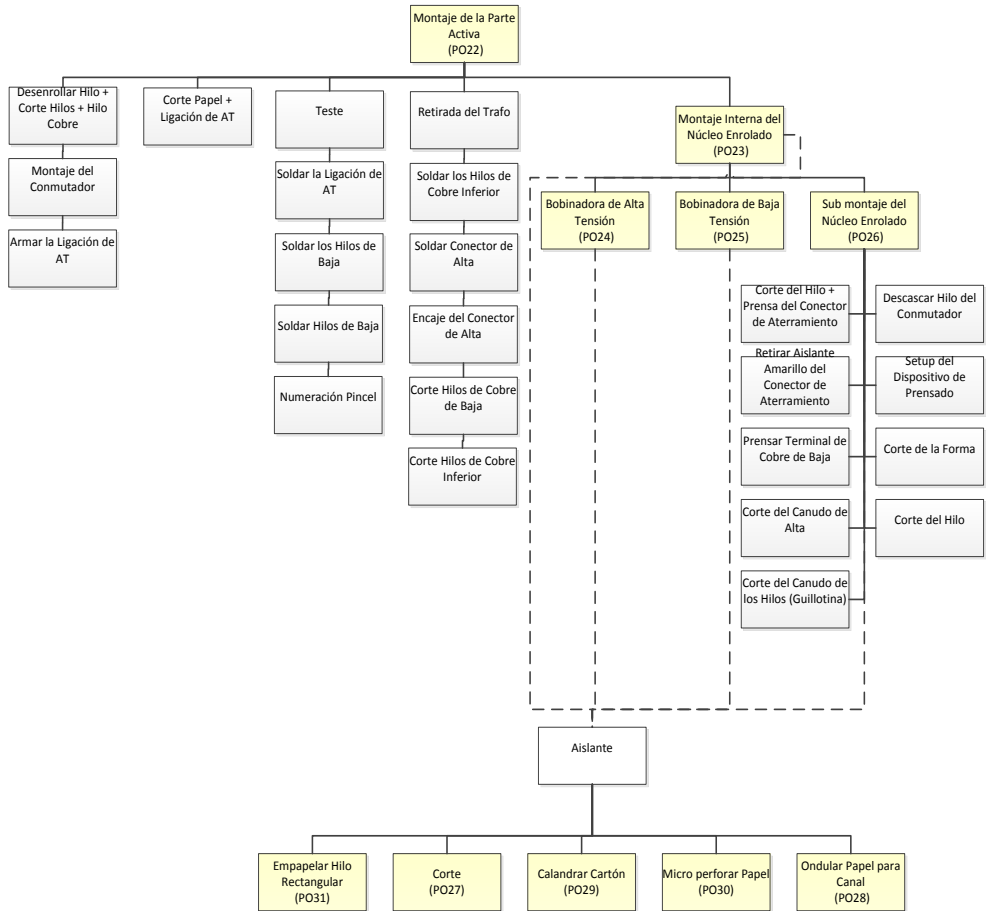 Montaje de la Parte
Activa
(PO22)
Desenrollar Hilo +
Corte Hilos + Hilo
Cobre
Montaje del
Conmutador
Armar la Ligación de
AT
Corte Papel +
Ligación de AT
Teste
Soldar la Ligación de
AT
Soldar los Hilos de
Baja
Soldar Hilos de Baja
Numeración Pincel
Retirada del Trafo
Soldar los Hilos de
Cobre Inferior
Soldar Conector de
Alta
Encaje del Conector
de Alta
Corte Hilos de Cobre
de Baja
Corte Hilos de Cobre
Inferior
Montaje Interna del
Núcleo Enrolado
(PO23)
Bobinadora de Alta
Tensión
(PO24)
Bobinadora de Baja
Tensión
(PO25)
Sub montaje del
Núcleo Enrolado
(PO26)
Corte del Hilo +
Prensa del Conector
de Aterramiento
Descascar Hilo del
Conmutador
Retirar Aislante
Amarillo del
Conector de
Aterramiento
Setup del
Dispositivo de
Prensado
Prensar Terminal de
Cobre de Baja
Corte de la Forma
Corte del Canudo de
Alta
Corte del Hilo
Corte del Canudo de
los Hilos (Guillotina)
Aislante
Empapelar Hilo
Rectangular
(PO31)
Corte
(PO27)
Calandrar Cartón
(PO29)
Micro perforar Papel
(PO30)
Ondular Papel para
Canal
(PO28)